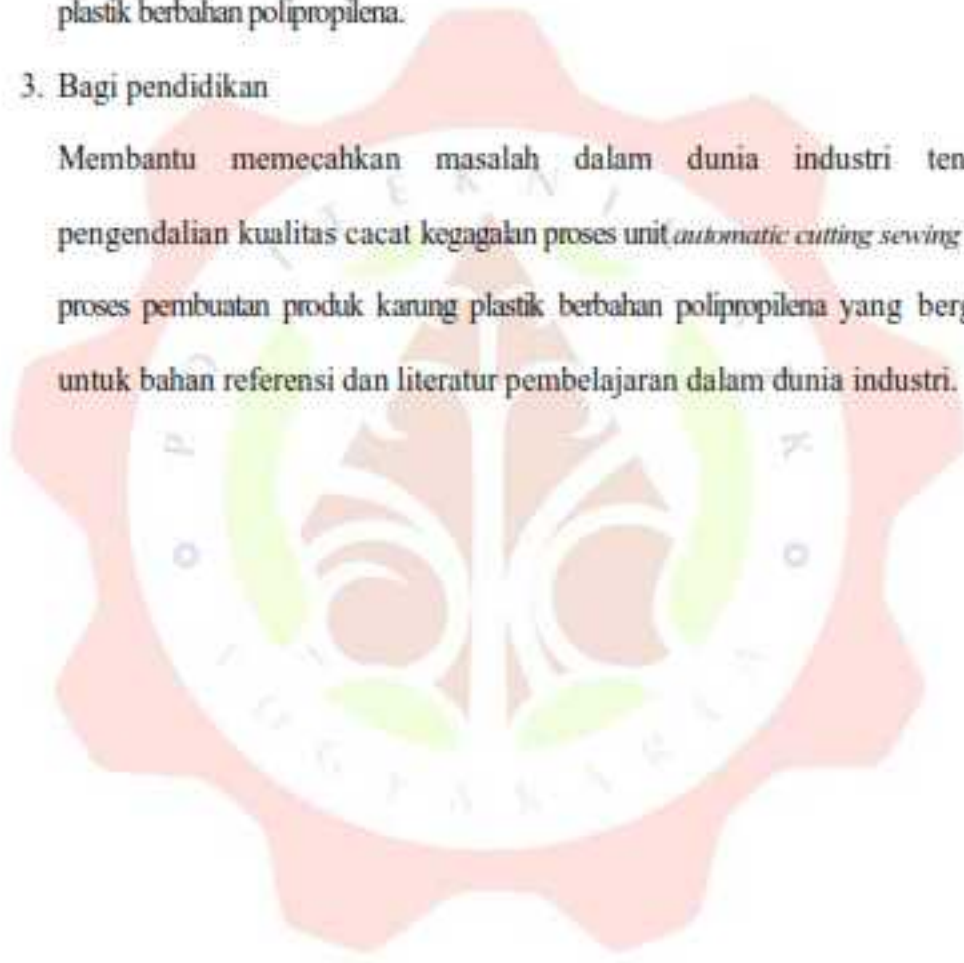 plastik berbahan polipropilena.
3. Bagi pendidikan
Membantu memecahkan masalah dalam dunia industri ten
pengendalian kualitas cacat kegagalan proses unit automatic cutting sewing
proses pembuatan produk karung plastik berbahan polipropilena yang berg
untuk bahan referensi dan literatur pembelajaran dalam dunia industri.